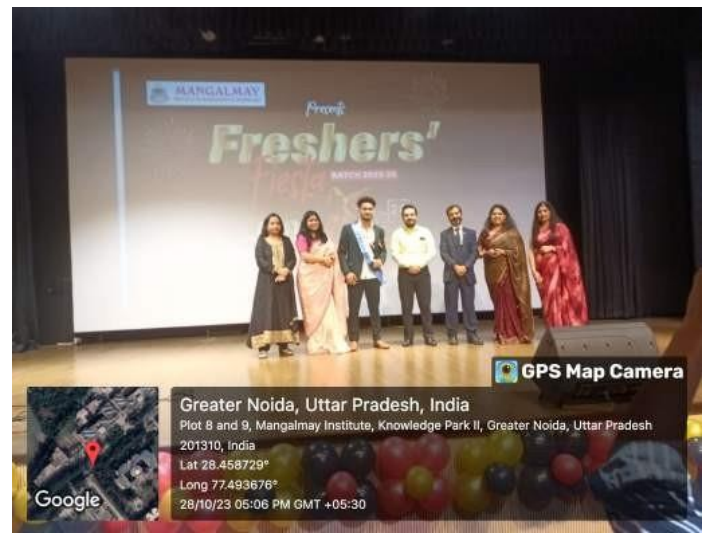 MANGALMAY
Presents
Freshers'
Fiesta
GPS Map Camera
Greater Noida, Uttar Pradesh, India
Plot 8 and 9, Mangalmay Institute, Knowledge Park II, Greater Noida, Uttar Pradesh
201310, India
Lat 28.458729°
Long 77.493676°
28/10/23 05:06 PM GMT +05:30
Google